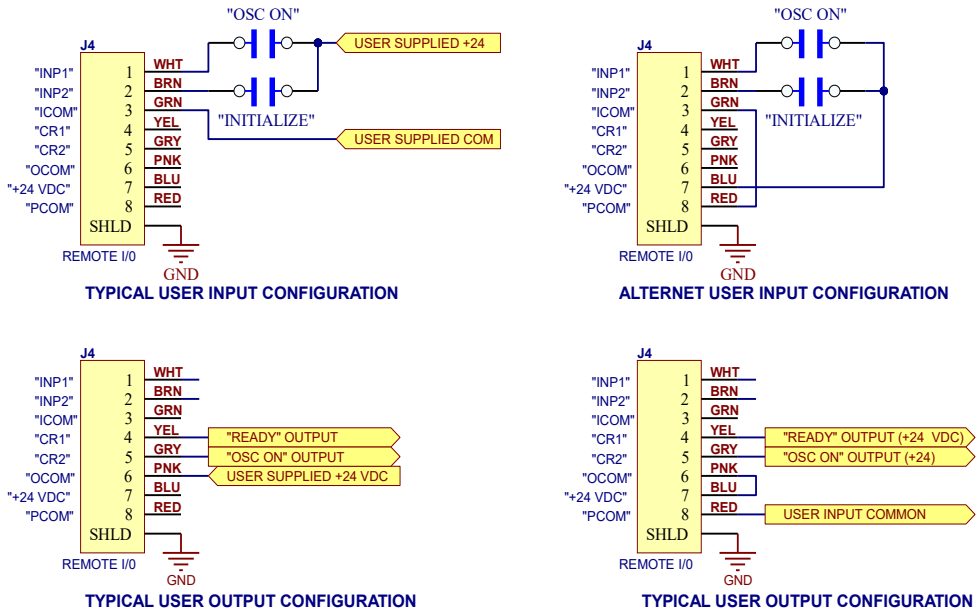 "OSC ON"
J4
"INP1" 1 WHT
"INP2" 2 BRN
"ICOM" 3 GRN
"CR1" 4 YEL
"CR2" 5 GRY
"OCOM" 6 PNK
"+24 VDC" 7 BLU
"PCOM" 8 RED
SHLD
REMOTE I/0
GND
"INITIALIZE"
USER SUPPLIED +24
USER SUPPLIED COM
TYPICAL USER INPUT CONFIGURATION
"OSC ON"
J4
"INP1" 1 WHT
"INP2" 2 BRN
"ICOM" 3 GRN
"CR1" 4 YEL
"CR2" 5 GRY
"OCOM" 6 PNK
"+24 VDC" 7 BLU
"PCOM" 8 RED
SHLD
REMOTE I/0
GND
"INITIALIZE"
ALTERNET USER INPUT CONFIGURATION
J4
"INP1" 1 WHT
"INP2" 2 BRN
"ICOM" 3 GRN
"CR1" 4 YEL "READY" OUTPUT
"CR2" 5 GRY "OSC ON" OUTPUT
"OCOM" 6 PNK USER SUPPLIED +24 VDC
"+24 VDC" 7 BLU
"PCOM" 8 RED
SHLD
REMOTE I/0
GND
TYPICAL USER OUTPUT CONFIGURATION
J4
"INP1" 1 WHT
"INP2" 2 BRN
"ICOM" 3 GRN
"CR1" 4 YEL "READY" OUTPUT (+24 VDC)
"CR2" 5 GRY "OSC ON" OUTPUT (+24)
"OCOM" 6 PNK
"+24 VDC" 7 BLU
"PCOM" 8 RED USER INPUT COMMON
SHLD
REMOTE I/0
GND
TYPICAL USER OUTPUT CONFIGURATION